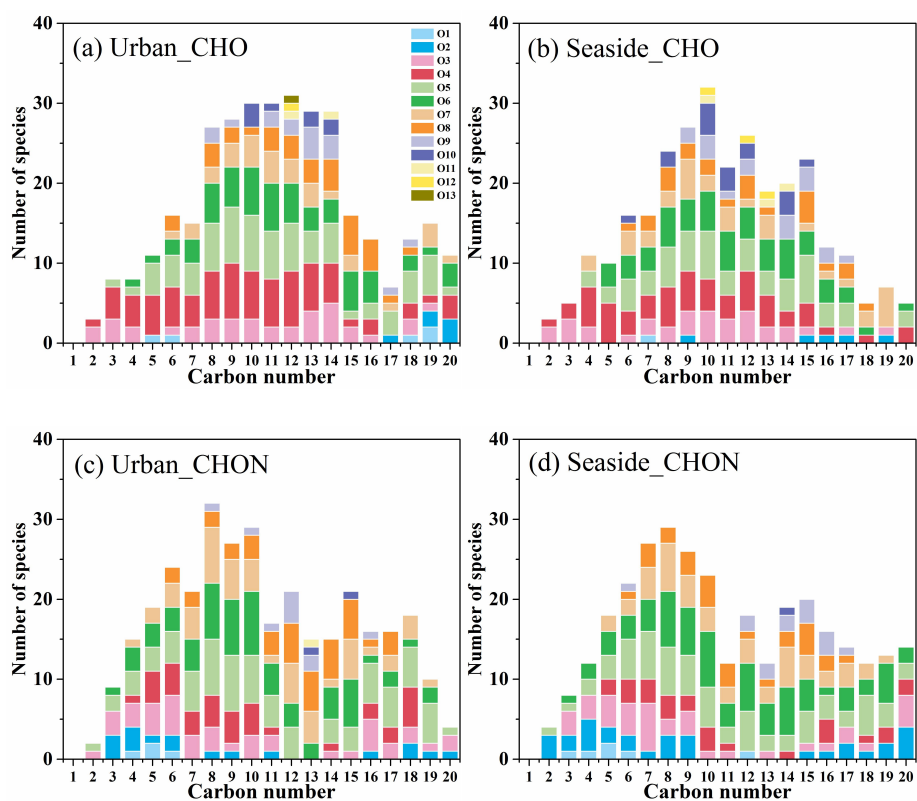 (a) Urban_CHO
O1
O2
O3
O4
O5
O6
O7
O8
O9
O10
O11
O12
O13
Number of species
40
30
20
10
0
1 2 3 4 5 6 7 8 9 10 11 12 13 14 15 16 17 18 19 20
Carbon number
(b) Seaside_CHO
Number of species
40
30
20
10
0
1 2 3 4 5 6 7 8 9 10 11 12 13 14 15 16 17 18 19 20
Carbon number
(c) Urban_CHON
Number of species
40
30
20
10
0
1 2 3 4 5 6 7 8 9 10 11 12 13 14 15 16 17 18 19 20
Carbon number
(d) Seaside_CHON
Number of species
40
30
20
10
0
1 2 3 4 5 6 7 8 9 10 11 12 13 14 15 16 17 18 19 20
Carbon number